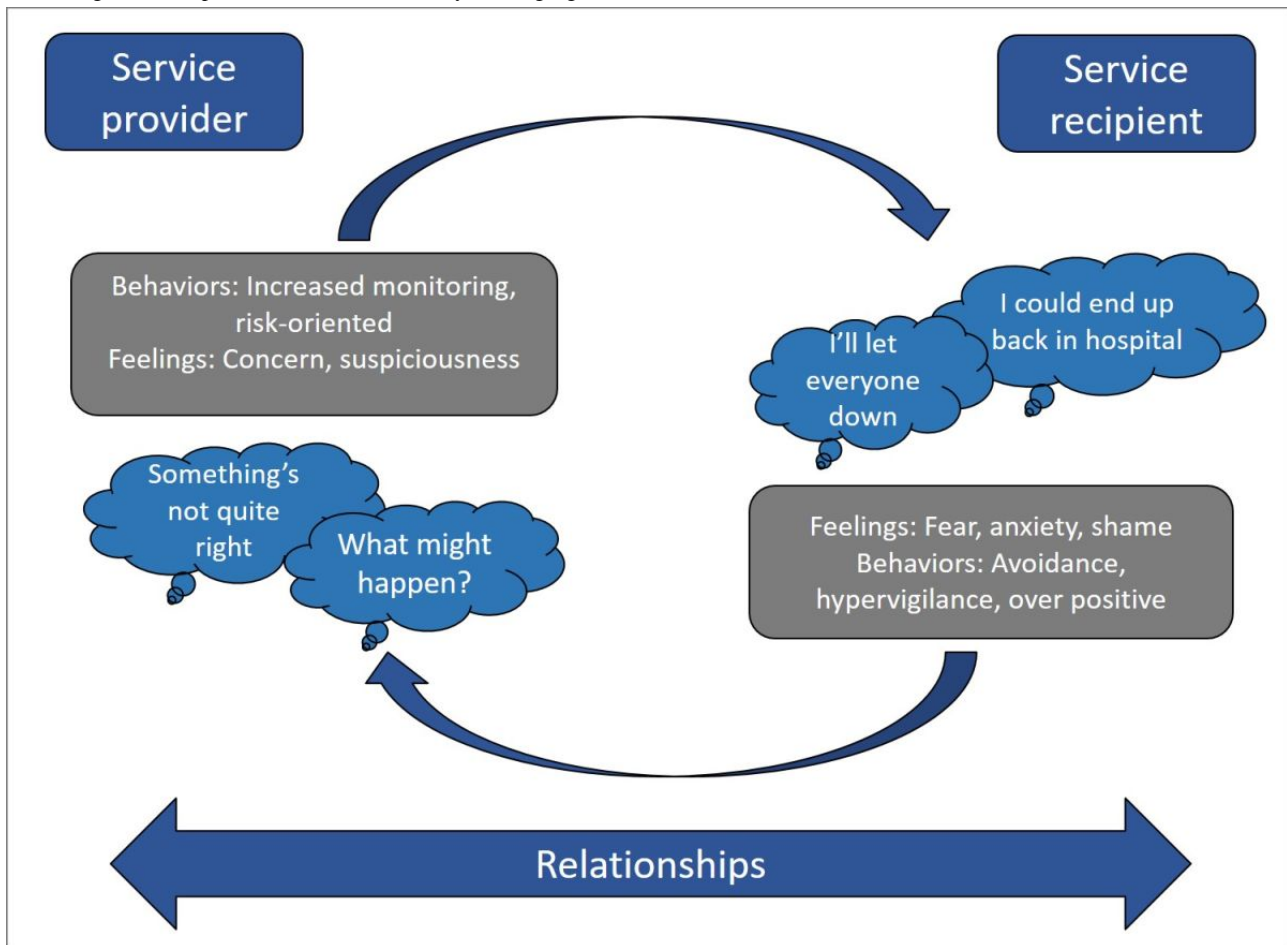 Service
provider
Service
recipient
Behaviors: Increased monitoring,
risk-oriented
Feelings: Concern, suspiciousness
I could end up
back in hospital
I'll let
everyone
down
Something's
not quite
right
What might
happen?
Feelings: Fear, anxiety, shame
Behaviors: Avoidance,
hypervigilance, over positive
Relationships